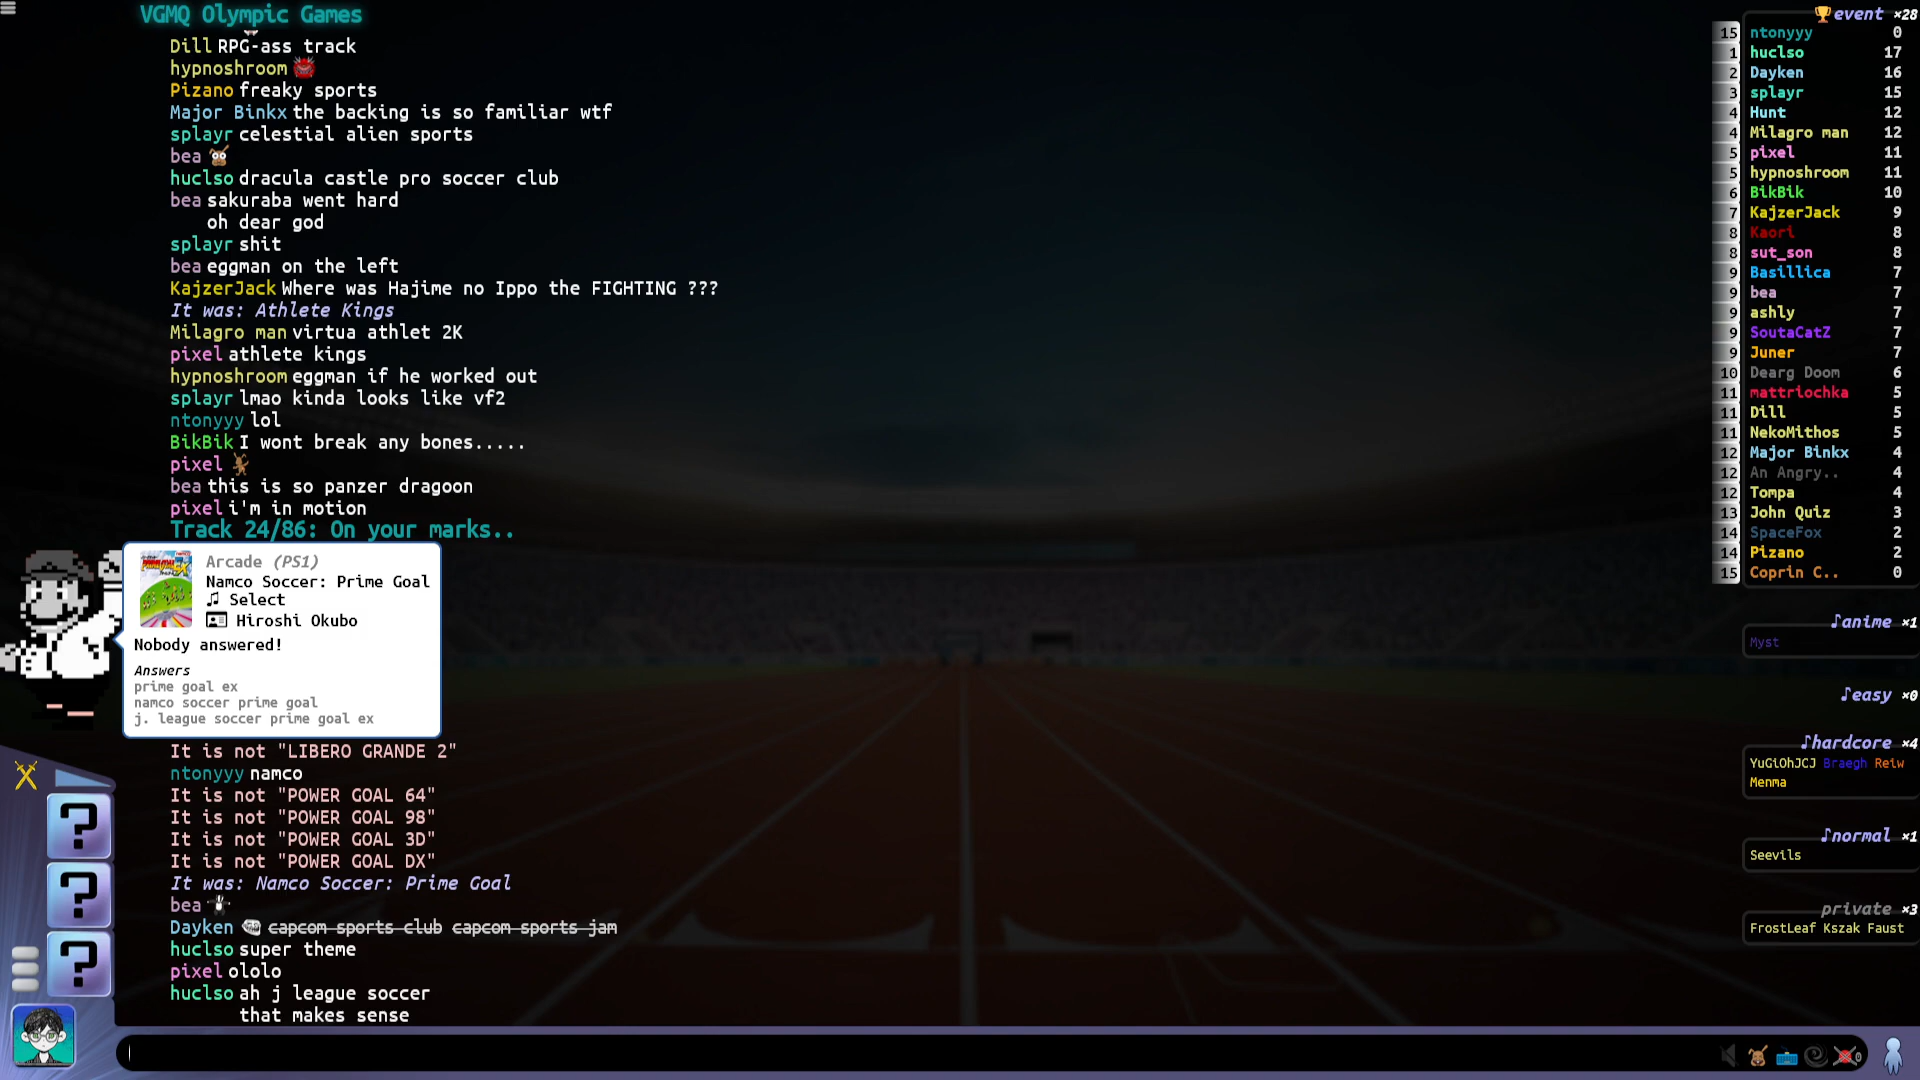 VGMQ Olympic Games
Dill RPG-ass track
hypnoshroom
Pizano freaky sports
Major Binkx the backing is so familiar wtf
splayr celestial alien sports
bea
huclso dracula castle pro soccer club
bea sakuraba went hard
oh dear god
splayr shit
bea eggman on the left
KajzerJack Where was Hajime no Ippo the FIGHTING ???
It was: Athlete Kings
Milagro man virtua athlet 2K
pixel athlete kings
hypnoshroom eggman if he worked out
splayr lmao kinda looks like vf2
ntonyyy lol
BikBik I wont break any bones.....
pixel
bea this is so panzer dragoon
pixel i'm in motion
Track 24/86: On your marks..
Arcade (PS1)
Namco Soccer: Prime Goal
♫ Select
Hiroshi Okubo
Nobody answered!
Answers
prime goal ex
namco soccer prime goal
j. league soccer prime goal ex
It is not "LIBERO GRANDE 2"
ntonyyy namco
It is not "POWER GOAL 64"
It is not "POWER GOAL 98"
It is not "POWER GOAL 3D"
It is not "POWER GOAL DX"
It was: Namco Soccer: Prime Goal
bea
Dayken capcom sports club capcom sports jam
huclso super theme
pixel ololo
huclso ah j league soccer
that makes sense
?
?
?
event ×28
15 ntonyyy 0
1 huclso 17
2 Dayken 16
3 splayr 15
4 Hunt 12
4 Milagro man 12
5 pixel 11
5 hypnoshroom 11
6 BikBik 10
7 KajzerJack 9
8 Kaori 8
8 sut_son 8
9 Basillica 7
9 bea 7
9 ashly 7
9 SoutaCatZ 7
9 Juner 7
10 Dearg Doom 6
11 mattriochka 5
11 Dill 5
11 NekoMithos 5
12 Major Binkx 4
12 An Angry.. 4
12 Tompa 4
13 John Quiz 3
14 SpaceFox 2
14 Pizano 2
15 Coprin C.. 0
♪anime ×1
Myst
♪easy ×0
♪hardcore ×4
YuGiOhJCJ Braegh Reiw
Menma
♪normal ×1
Seevils
private ×3
FrostLeaf Kszak Faust